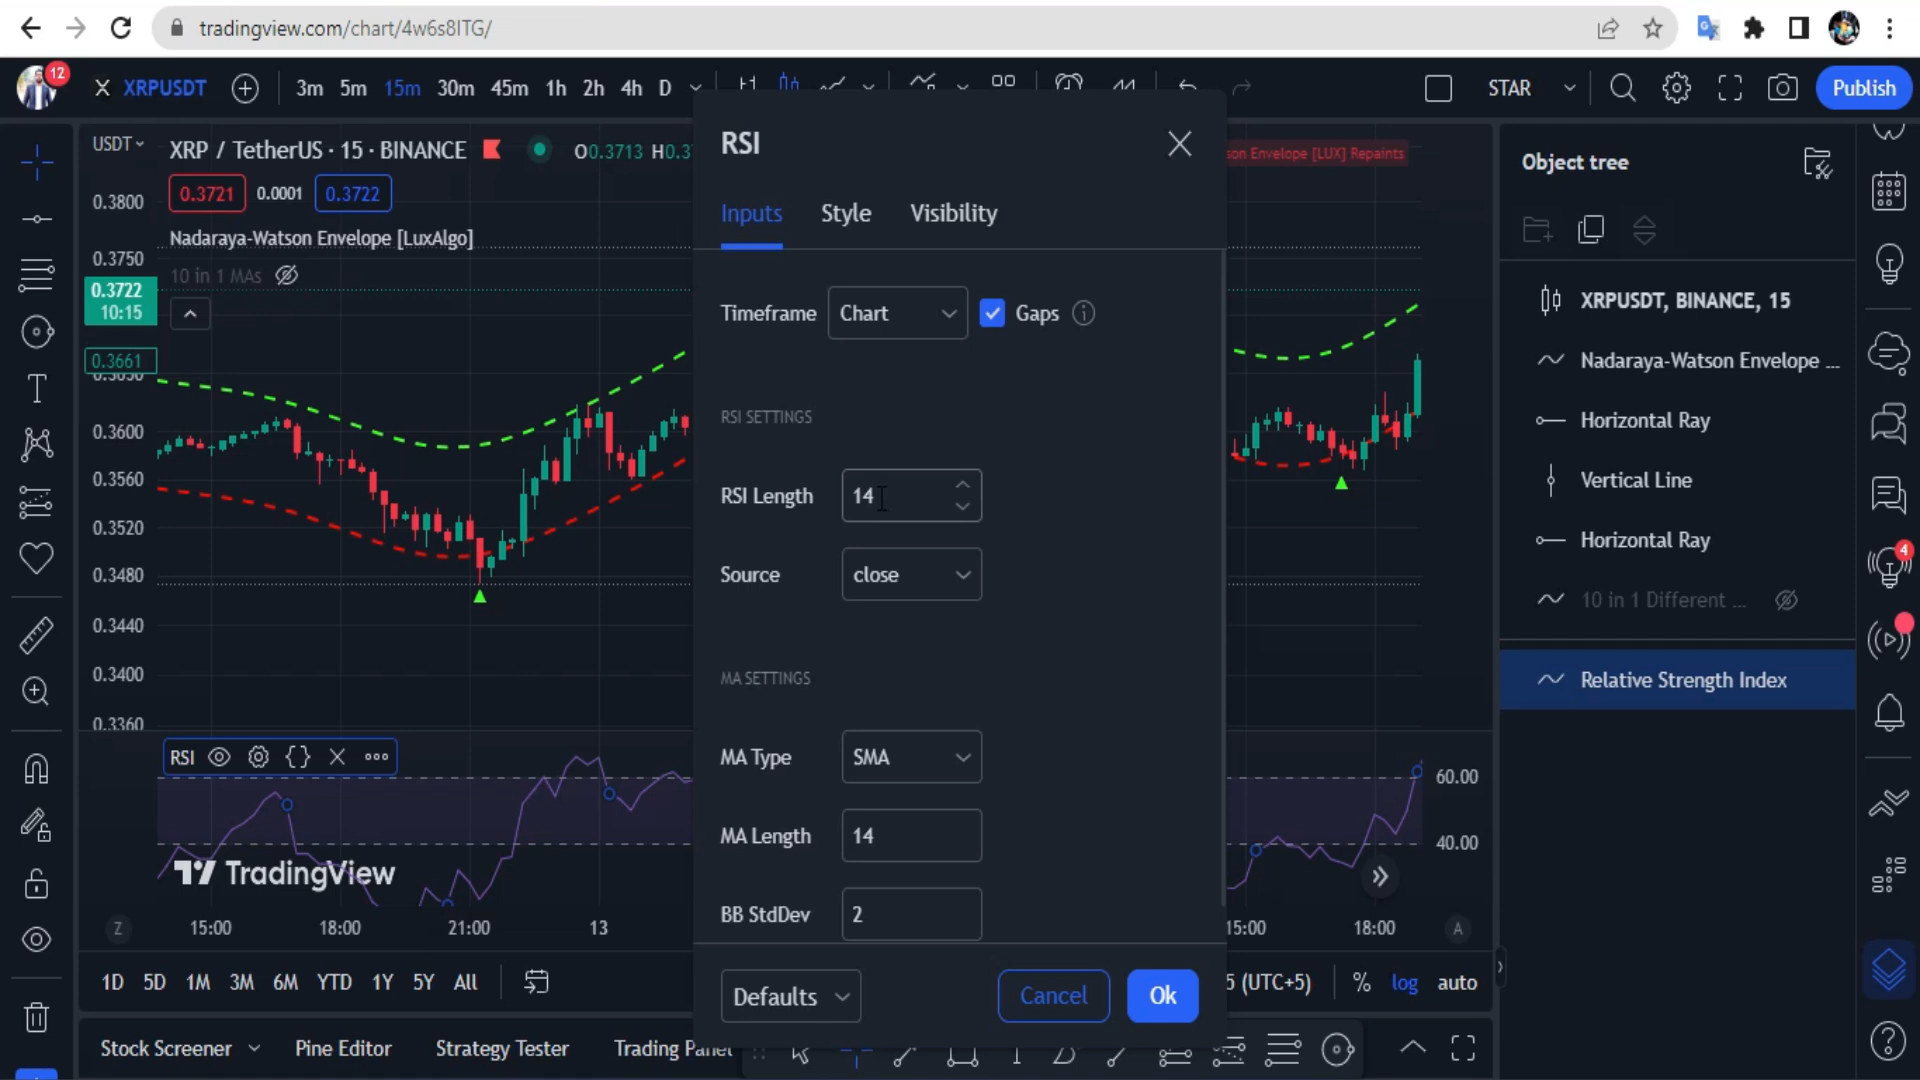 tradingview.com/chart/4w6s8ITG/
12
XRPUSDT
3m 5m 15m 30m 45m 1h 2h 4h D
STAR
Publish
USDT
XRP / TetherUS · 15 · BINANCE
O0.3713 H0.3
0.3721 0.0001 0.3722
Nadaraya-Watson Envelope [LuxAlgo]
10 in 1 MAs
son Envelope [LUX] Repaints
0.3800
0.3750
0.3722
10:15
0.3661
0.3600
0.3560
0.3520
0.3480
0.3440
0.3400
0.3360
RSI
Inputs Style Visibility
Timeframe Chart Gaps
RSI SETTINGS
RSI Length 14
Source close
MA SETTINGS
MA Type SMA
MA Length 14
BB StdDev 2
Defaults Cancel Ok
Object tree
XRPUSDT, BINANCE, 15
Nadaraya-Watson Envelope ...
Horizontal Ray
Vertical Line
Horizontal Ray
10 in 1 Different ...
Relative Strength Index
4
RSI
60.00
40.00
TradingView
Z 15:00 18:00 21:00 13 15:00 18:00 A
1D 5D 1M 3M 6M YTD 1Y 5Y All
5 (UTC+5) % log auto
Stock Screener Pine Editor Strategy Tester Trading Panel